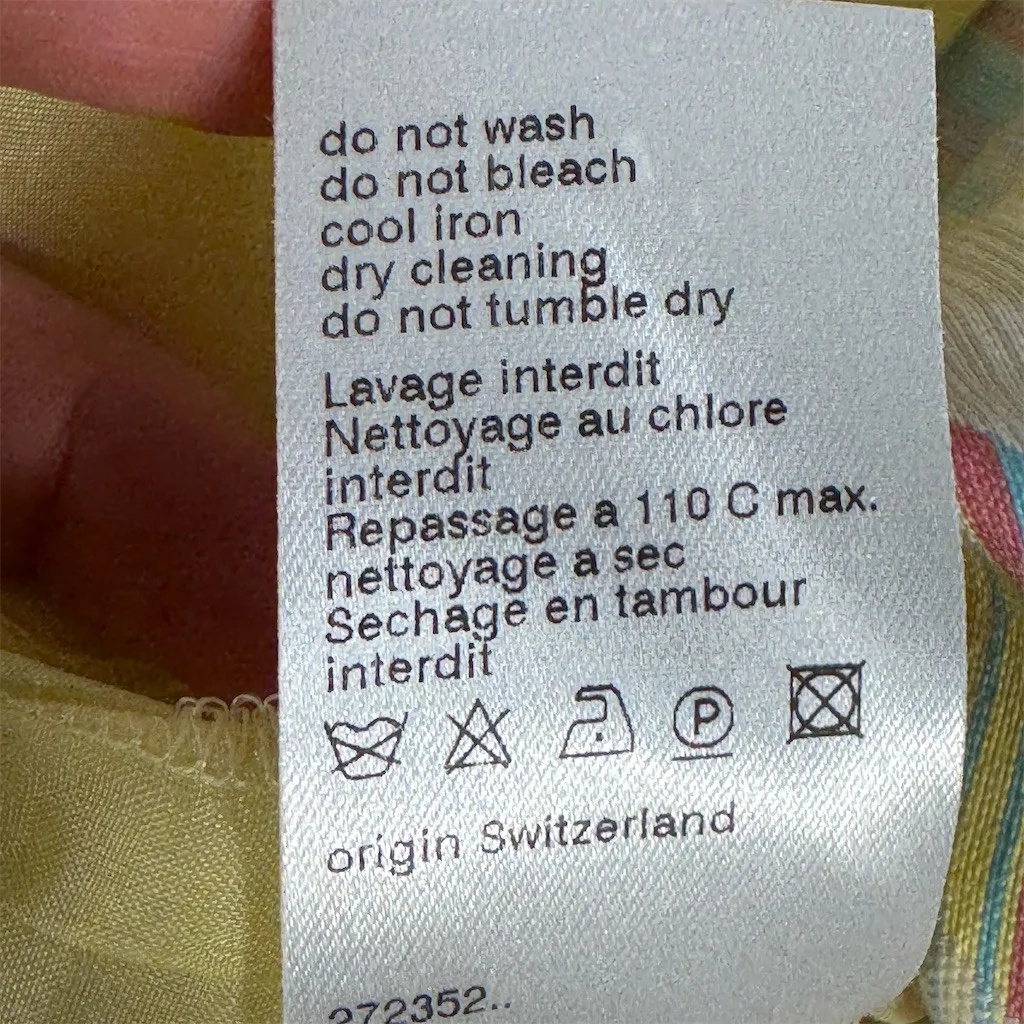 do not wash
do not bleach
cool iron
dry cleaning
do not tumble dry
Lavage interdit
Nettoyage au chlore
interdit
Repassage a 110 C max.
nettoyage a sec
Sechage en tambour
interdit
P
origin Switzerland
272352..